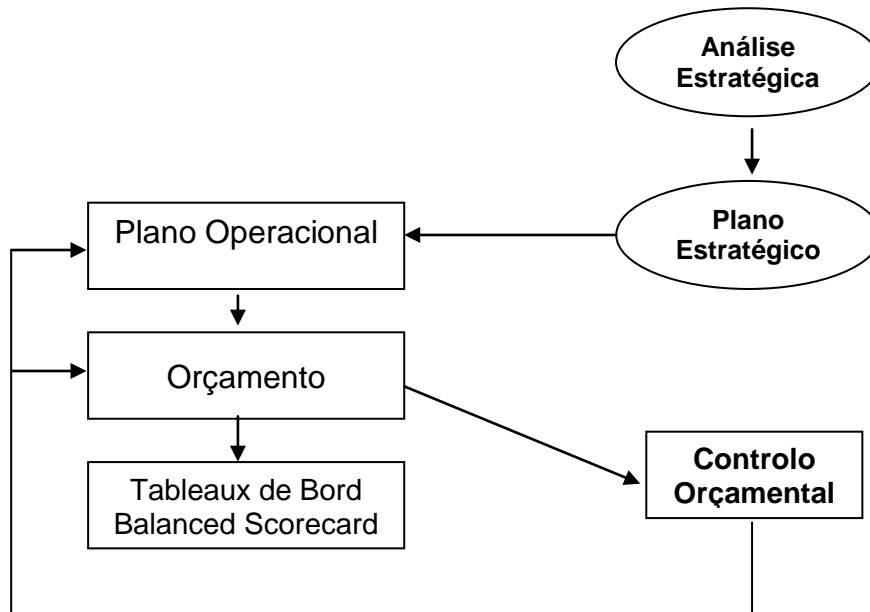 Análise
Estratégica
Plano
Estratégico
Plano Operacional
Orçamento
Tableaux de Bord
Balanced Scorecard
Controlo
Orçamental